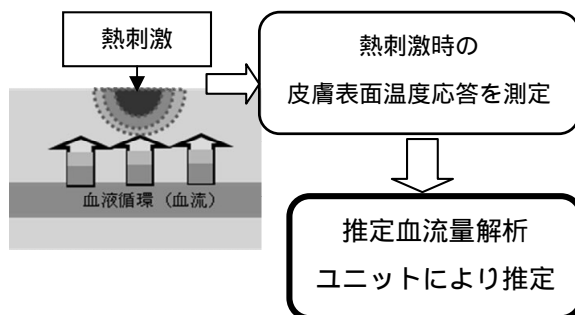 熱刺激
熱刺激時の
皮膚表面温度応答を測定
血液循環（血流）
推定血流量解析
ユニットにより推定